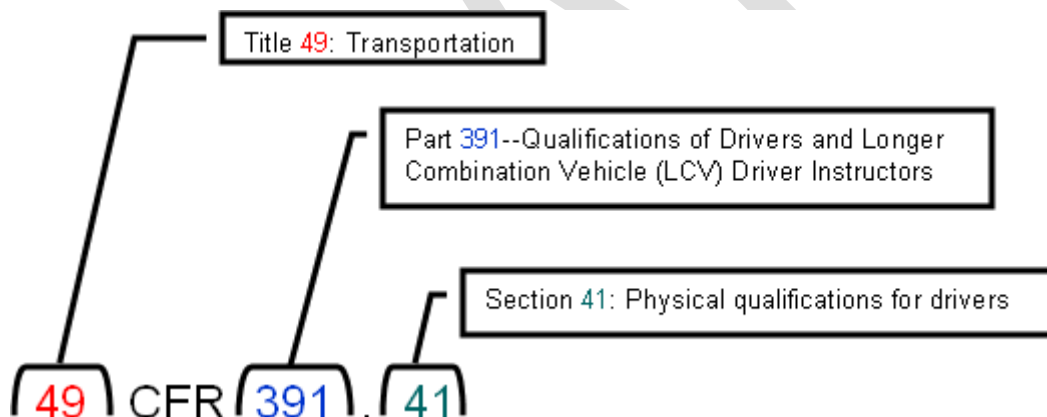 Title 49: Transportation
Part 391--Qualifications of Drivers and Longer
Combination Vehicle (LCV) Driver Instructors
Section 41: Physical qualifications for drivers
49 CFR 391 . 41